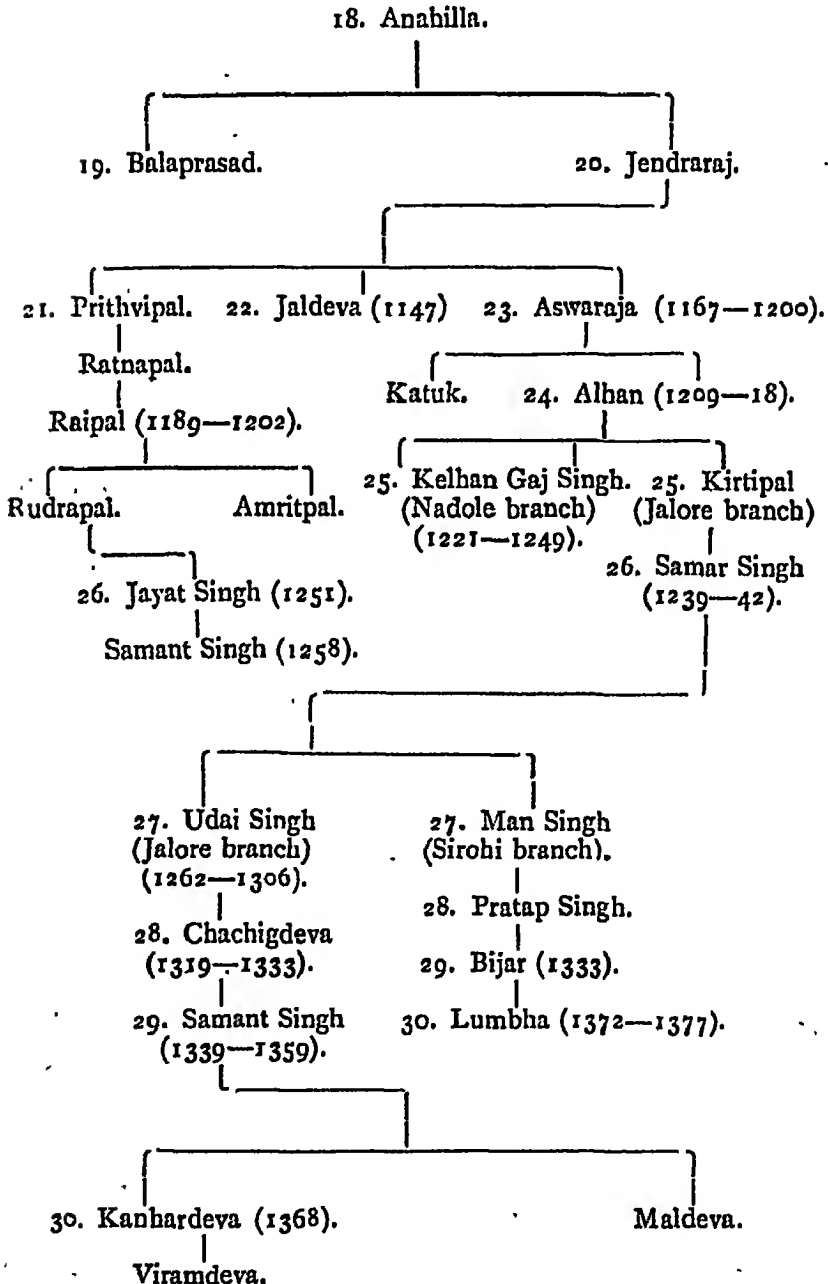 18. Anahilla.
19. Balaprasad. 20. Jendraraj.
21. Prithvipal. 22. Jaldeva (1147) 23. Aswaraja (1167—1200).
Ratnapal.
Katuk. 24. Alhan (1209—18).
Raipal (1189—1202).
25. Kelhan Gaj Singh. 25. Kirtipal
Rudrapal. Amritpal. (Nadole branch) (Jalore branch)
(1221—1249).
26. Samar Singh
26. Jayat Singh (1251). (1239—42).
Samant Singh (1258).
27. Udai Singh 27. Man Singh
(Jalore branch) (Sirohi branch).
(1262—1306).
28. Pratap Singh.
28. Chachigdeva
(1319—1333). 29. Bijar (1333).
29. Samant Singh 30. Lumbha (1372—1377).
(1339—1359).
30. Kanhardeva (1368). Maldeva.
Viramdeva.